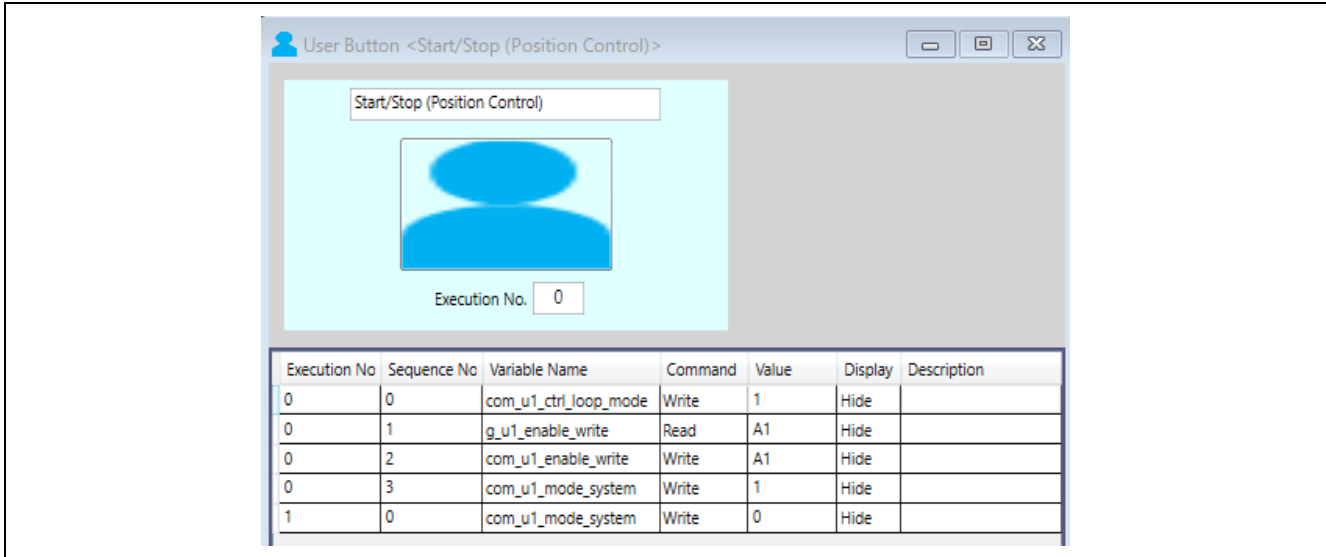 User Button <Start/Stop (Position Control)>
Start/Stop (Position Control)
Execution No. 0
Execution No Sequence No Variable Name Command Value Display Description
0 0 com_u1_ctrl_loop_mode Write 1 Hide
0 1 g_u1_enable_write Read A1 Hide
0 2 com_u1_enable_write Write A1 Hide
0 3 com_u1_mode_system Write 1 Hide
1 0 com_u1_mode_system Write 0 Hide